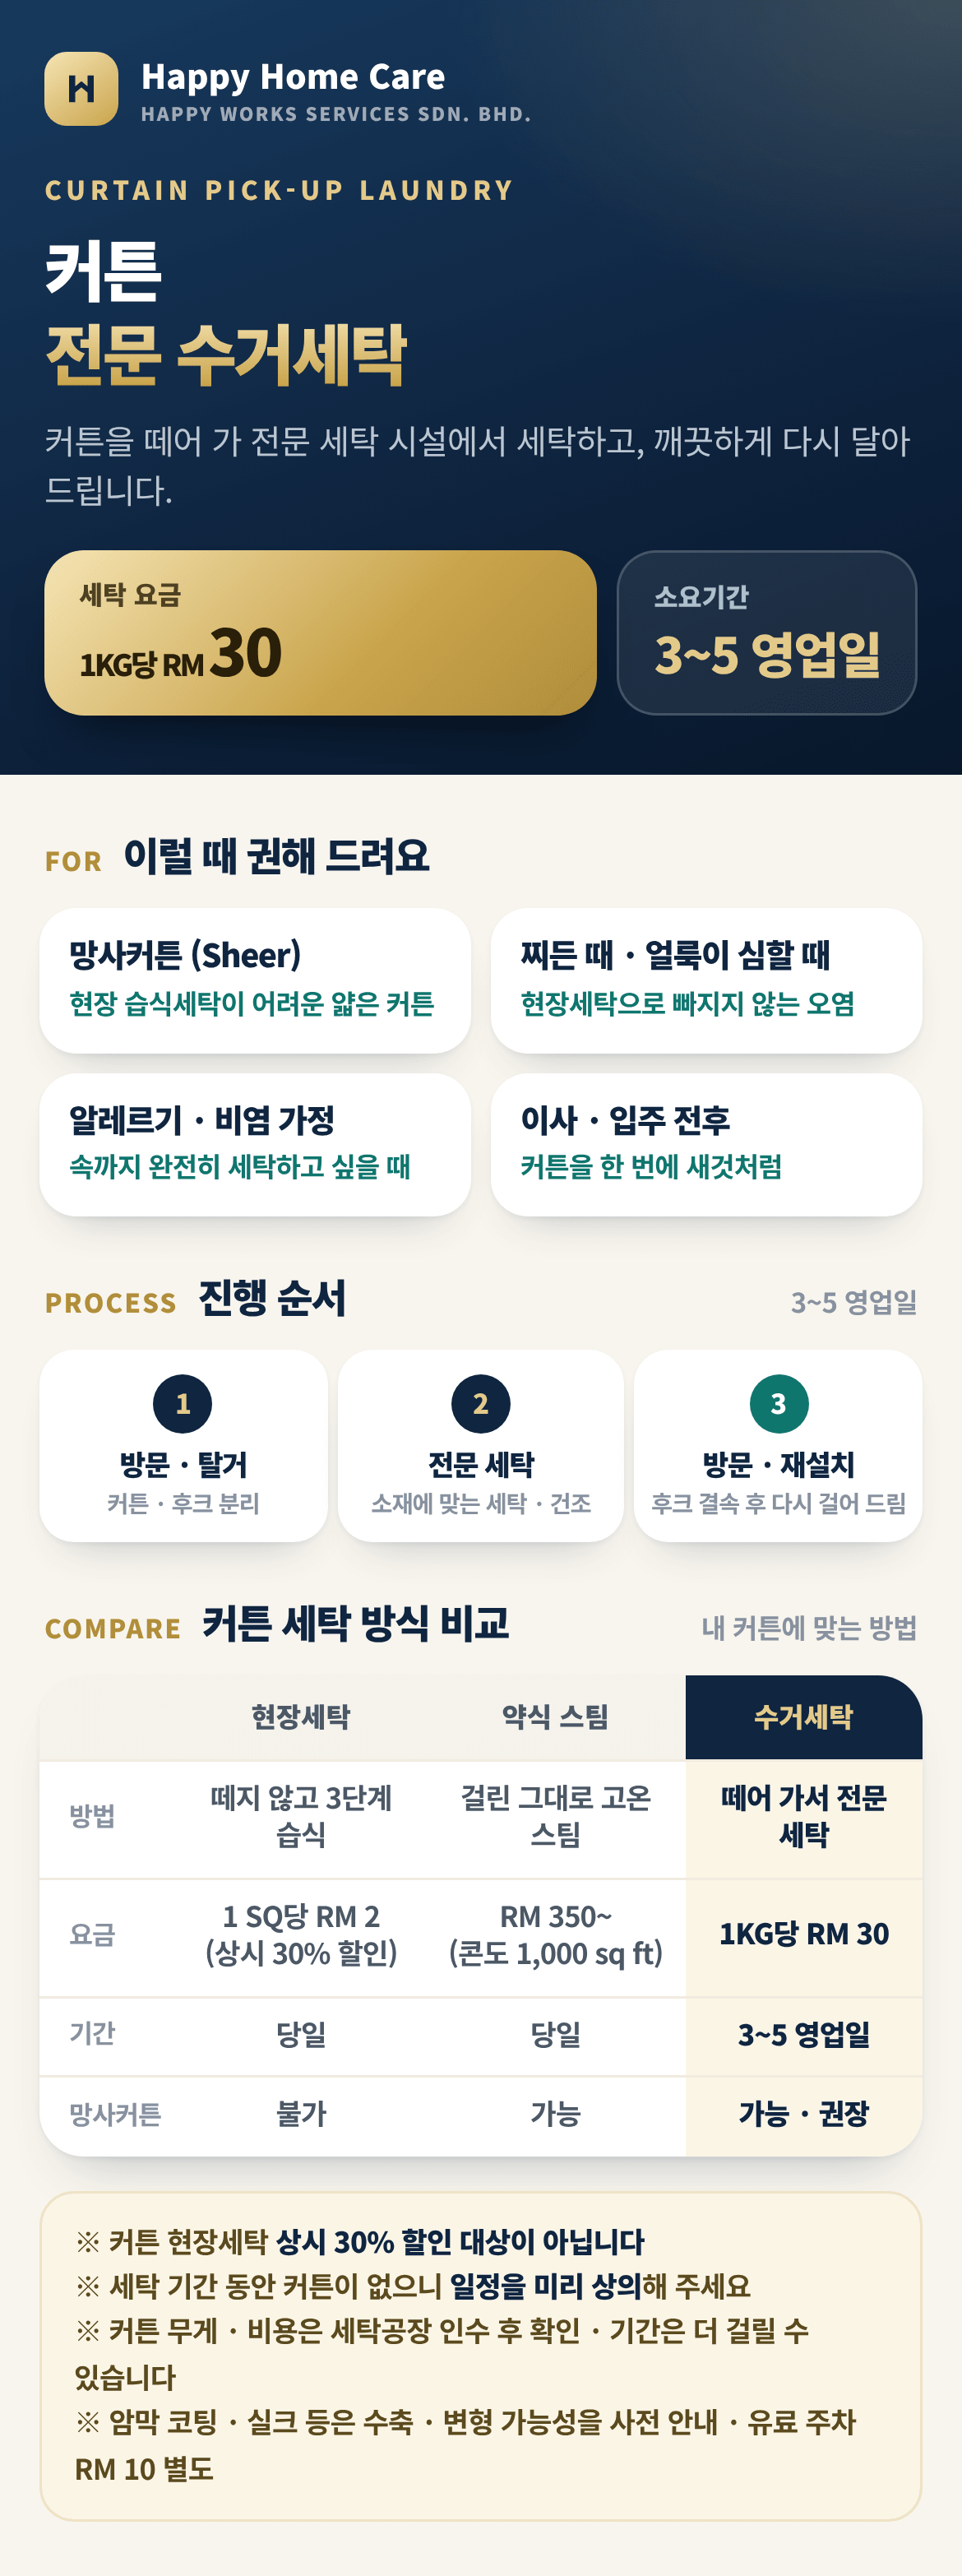 Happy Home Care
HAPPY WORKS SERVICES SDN. BHD.
CURTAIN PICK-UP LAUNDRY
커튼
전문 수거세탁
커튼을 떼어 가 전문 세탁 시설에서 세탁하고, 깨끗하게 다시 달아
드립니다.
세탁 요금
1KG당 RM 30
소요기간
3~5 영업일
FOR 이럴 때 권해 드려요
망사커튼 (Sheer)
현장 습식세탁이 어려운 얇은 커튼
찌든 때 · 얼룩이 심할 때
현장세탁으로 빠지지 않는 오염
알레르기 · 비염 가정
속까지 완전히 세탁하고 싶을 때
이사 · 입주 전후
커튼을 한 번에 새것처럼
PROCESS 진행 순서 3~5 영업일
1
방문 · 탈거
커튼 · 후크 분리
2
전문 세탁
소재에 맞는 세탁 · 건조
3
방문 · 재설치
후크 결속 후 다시 걸어 드림
COMPARE 커튼 세탁 방식 비교 내 커튼에 맞는 방법
현장세탁 약식 스팀 수거세탁
방법
떼지 않고 3단계
습식
걸린 그대로 고온
스팀
떼어 가서 전문
세탁
요금
1 SQ당 RM 2
(상시 30% 할인)
RM 350~
(콘도 1,000 sq ft)
1KG당 RM 30
기간 당일 당일 3~5 영업일
망사커튼 불가 가능 가능 · 권장
※ 커튼 현장세탁 상시 30% 할인 대상이 아닙니다
※ 세탁 기간 동안 커튼이 없으니 일정을 미리 상의해 주세요
※ 커튼 무게 · 비용은 세탁공장 인수 후 확인 · 기간은 더 걸릴 수
있습니다
※ 암막 코팅 · 실크 등은 수축 · 변형 가능성을 사전 안내 · 유료 주차
RM 10 별도